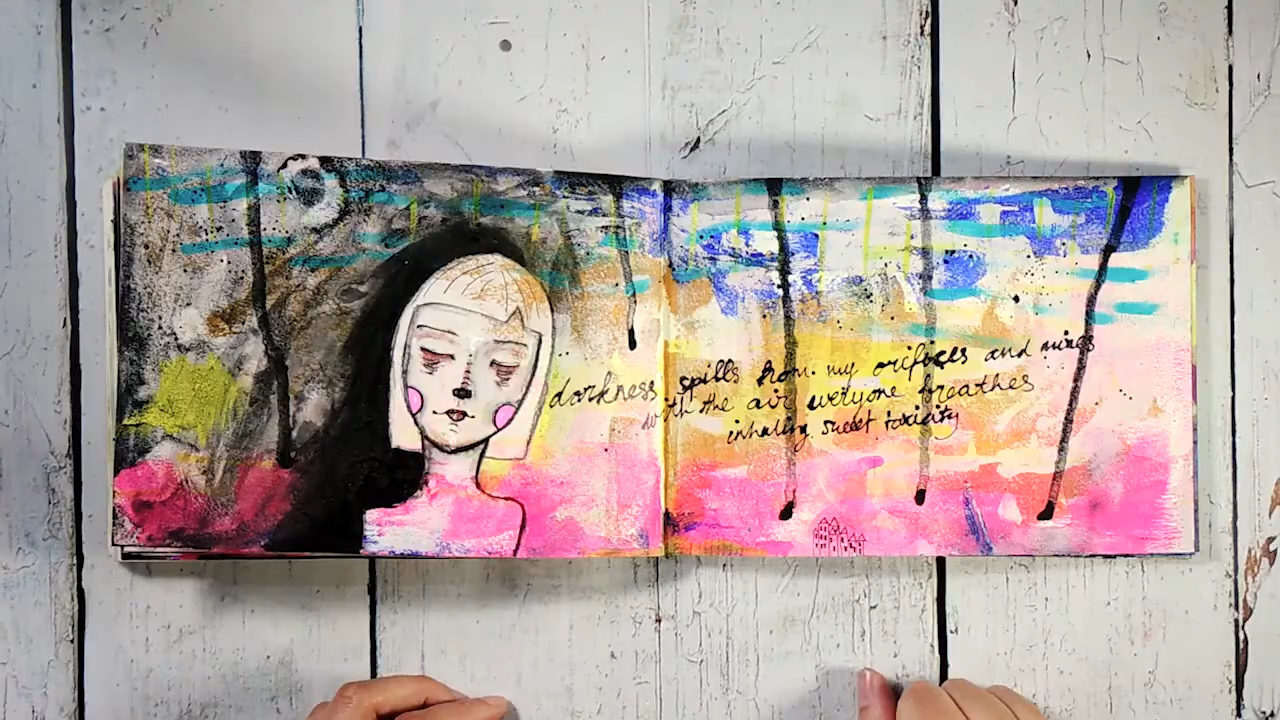 darkness spills from my orifices and mixes
with the air everyone breathes
inhaling sweet toxicity